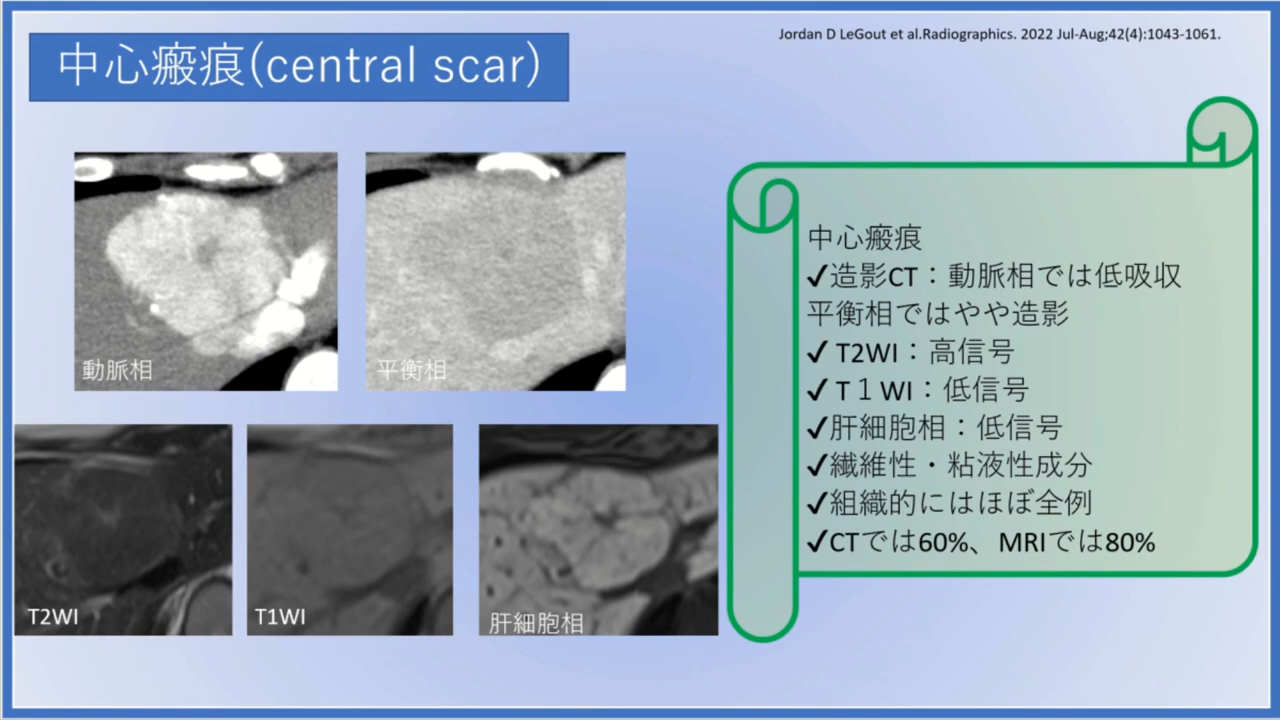 Jordan D LeGout et al.Radiographics. 2022 Jul-Aug;42(4):1043-1061.
中心瘢痕(central scar)
動脈相
平衡相
T2WI
T1WI
肝細胞相
中心瘢痕
✓造影CT：動脈相では低吸収
平衡相ではやや造影
✓ T2WI：高信号
✓ T１WI：低信号
✓肝細胞相：低信号
✓繊維性・粘液性成分
✓組織的にはほぼ全例
✓CTでは60%、MRIでは80%